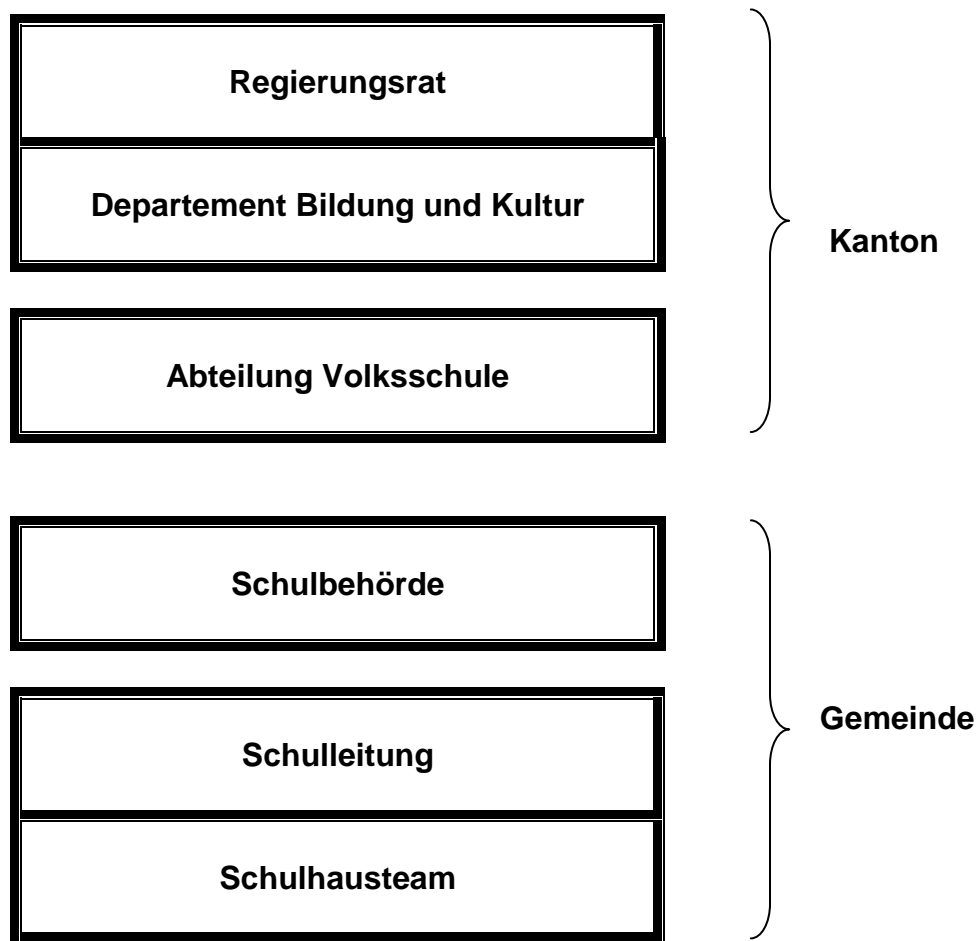 Regierungsrat
Departement Bildung und Kultur
Kanton
Abteilung Volksschule
Schulbehörde
Gemeinde
Schulleitung
Schulhausteam